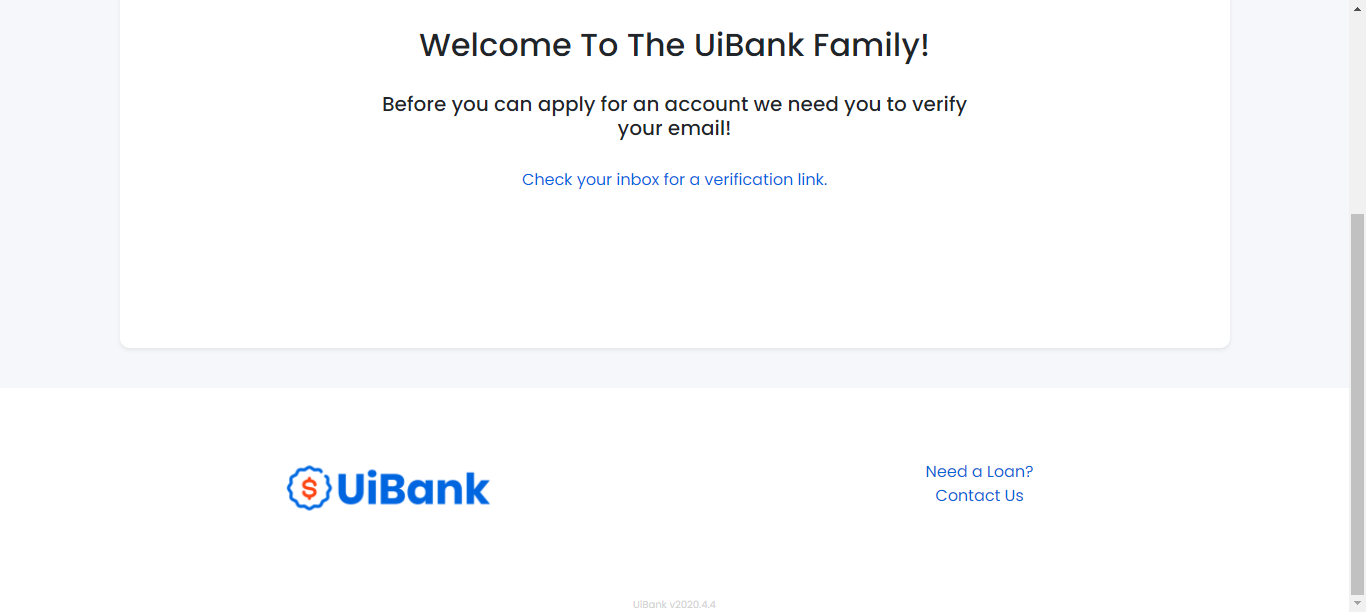 Welcome To The UiBank Family!
Before you can apply for an account we need you to verify
your email!
Check your inbox for a verification link.
$ UiBank
Need a Loan?
Contact Us
UiBank v2020.4.4